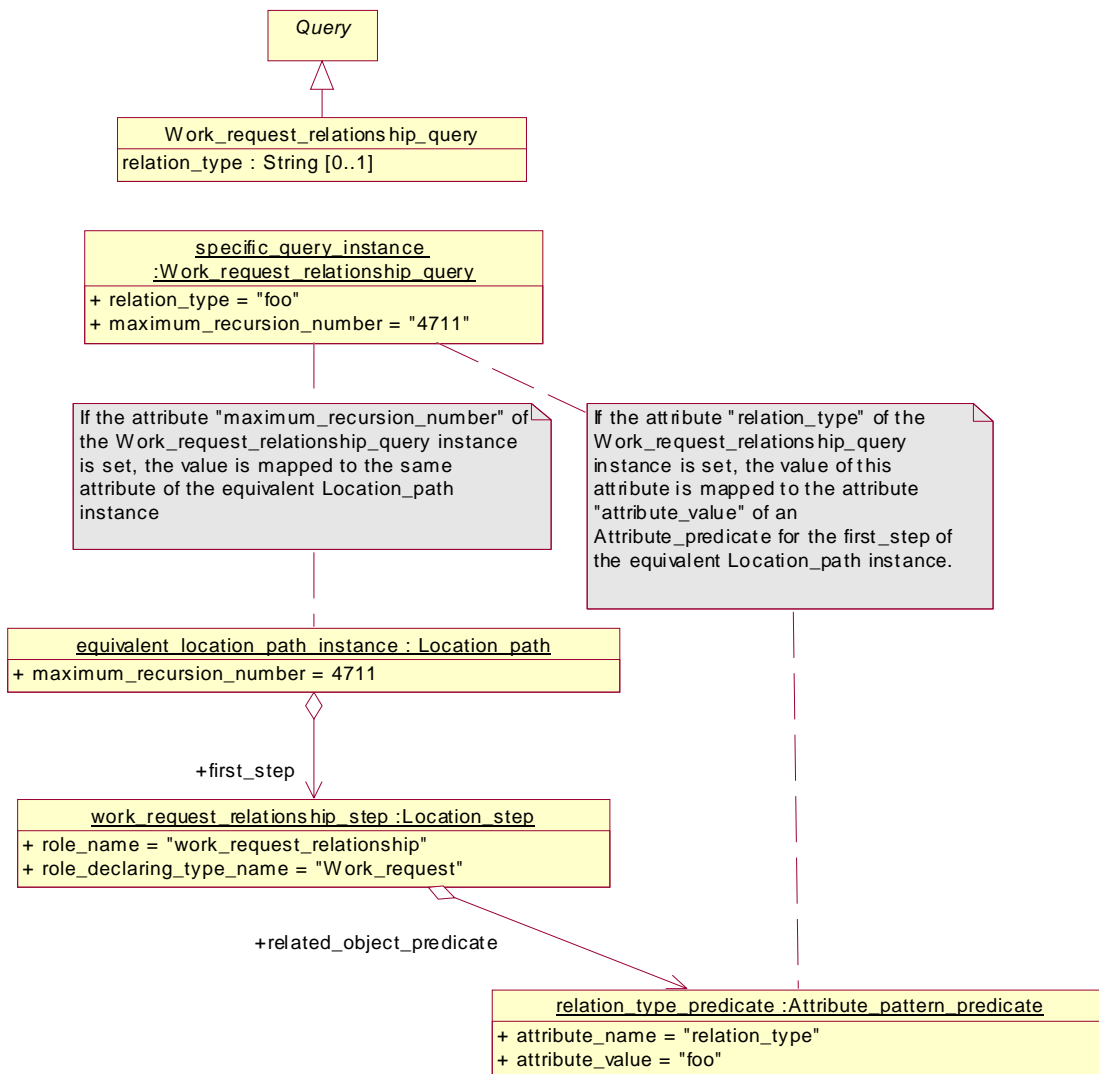 Query
Work_request_relationship_query
relation_type : String [0..1]
specific_query_instance
:Work_request_relationship_query
+ relation_type = "foo"
+ maximum_recursion_number = "4711"
If the attribute "maximum_recursion_number" of
the Work_request_relationship_query instance
is set, the value is mapped to the same
attribute of the equivalent Location_path
instance
If the attribute "relation_type" of the
Work_request_relationship_query
instance is set, the value of this
attribute is mapped to the attribute
"attribute_value" of an
Attribute_predicate for the first_step of
the equivalent Location_path instance.
equivalent_location_path_instance : Location_path
+ maximum_recursion_number = 4711
+first_step
work_request_relationship_step :Location_step
+ role_name = "work_request_relationship"
+ role_declaring_type_name = "Work_request"
+related_object_predicate
relation_type_predicate :Attribute_pattern_predicate
+ attribute_name = "relation_type"
+ attribute_value = "foo"